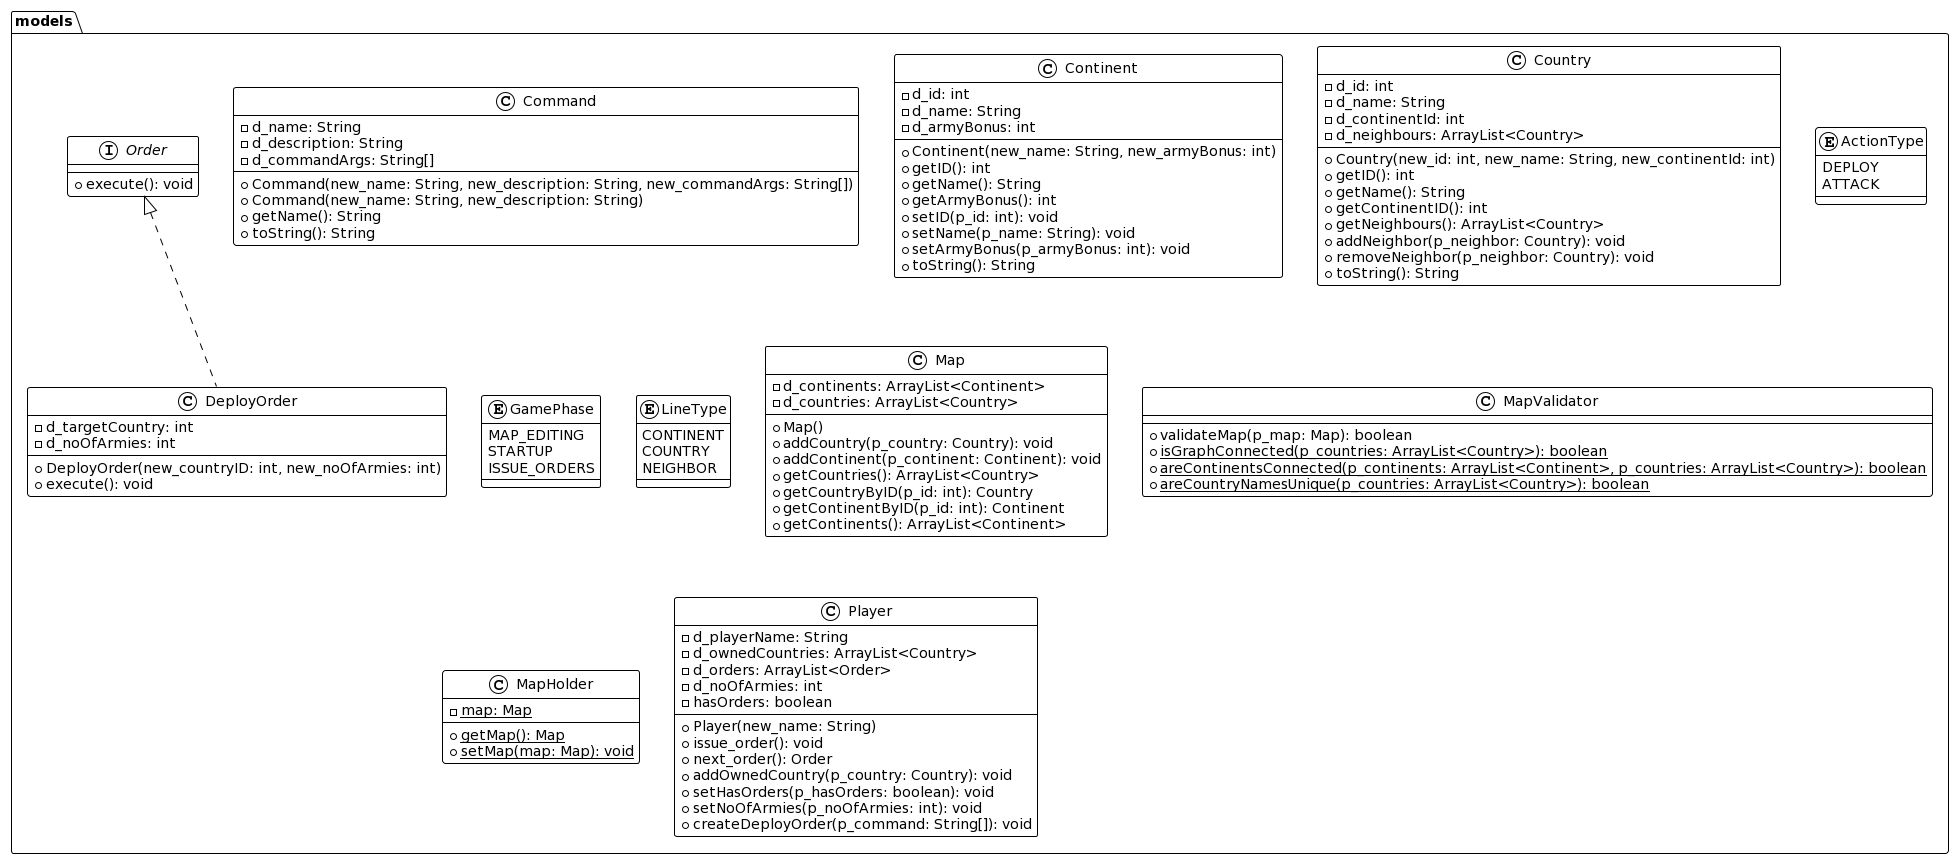 models
I Order
execute(): void
C Command
d_name: String
d_description: String
d_commandArgs: String[]
Command(new_name: String, new_description: String, new_commandArgs: String[])
Command(new_name: String, new_description: String)
getName(): String
toString(): String
C Continent
d_id: int
d_name: String
d_armyBonus: int
Continent(new_name: String, new_armyBonus: int)
getID(): int
getName(): String
getArmyBonus(): int
setID(p_id: int): void
setName(p_name: String): void
setArmyBonus(p_armyBonus: int): void
toString(): String
C Country
d_id: int
d_name: String
d_continentId: int
d_neighbours: ArrayList<Country>
Country(new_id: int, new_name: String, new_continentId: int)
getID(): int
getName(): String
getContinentID(): int
getNeighbours(): ArrayList<Country>
addNeighbor(p_neighbor: Country): void
removeNeighbor(p_neighbor: Country): void
toString(): String
E ActionType
DEPLOY
ATTACK
C DeployOrder
d_targetCountry: int
d_noOfArmies: int
DeployOrder(new_countryID: int, new_noOfArmies: int)
execute(): void
E GamePhase
MAP_EDITING
STARTUP
ISSUE_ORDERS
E LineType
CONTINENT
COUNTRY
NEIGHBOR
C Map
d_continents: ArrayList<Continent>
d_countries: ArrayList<Country>
Map()
addCountry(p_country: Country): void
addContinent(p_continent: Continent): void
getCountries(): ArrayList<Country>
getCountryByID(p_id: int): Country
getContinentByID(p_id: int): Continent
getContinents(): ArrayList<Continent>
C MapValidator
validateMap(p_map: Map): boolean
isGraphConnected(p_countries: ArrayList<Country>): boolean
areContinentsConnected(p_continents: ArrayList<Continent>, p_countries: ArrayList<Country>): boolean
areCountryNamesUnique(p_countries: ArrayList<Country>): boolean
C MapHolder
map: Map
getMap(): Map
setMap(map: Map): void
C Player
d_playerName: String
d_ownedCountries: ArrayList<Country>
d_orders: ArrayList<Order>
d_noOfArmies: int
hasOrders: boolean
Player(new_name: String)
issue_order(): void
next_order(): Order
addOwnedCountry(p_country: Country): void
setHasOrders(p_hasOrders: boolean): void
setNoOfArmies(p_noOfArmies: int): void
createDeployOrder(p_command: String[]): void